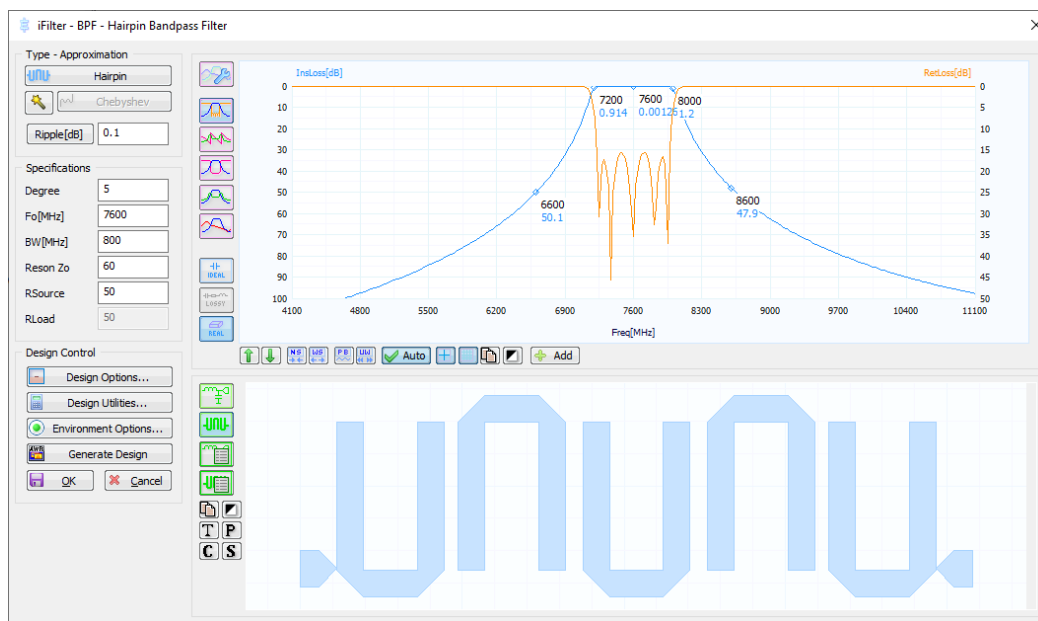 iFilter - BPF - Hairpin Bandpass Filter
Type - Approximation
Hairpin
Chebyshev
Ripple[dB] 0.1
Specifications
Degree 5
Fo[MHz] 7600
BW[MHz] 800
Reson Zo 60
RSource 50
RLoad 50
Design Control
Design Options...
Design Utilities...
Environment Options...
AWR Generate Design
OK Cancel
IDEAL
LOSSY
REAL
InsLoss[dB] RetLoss[dB]
0 0
10 5
20 10
30 15
40 20
50 25
60 30
70 35
80 40
90 45
100 50
7200 7600 8000
0.914 0.00125 1.2
6600
50.1
8600
47.9
4100 4800 5500 6200 6900 7600 8300 9000 9700 10400 11100
Freq[MHz]
NS WS PB UW Auto Add
T P
C S